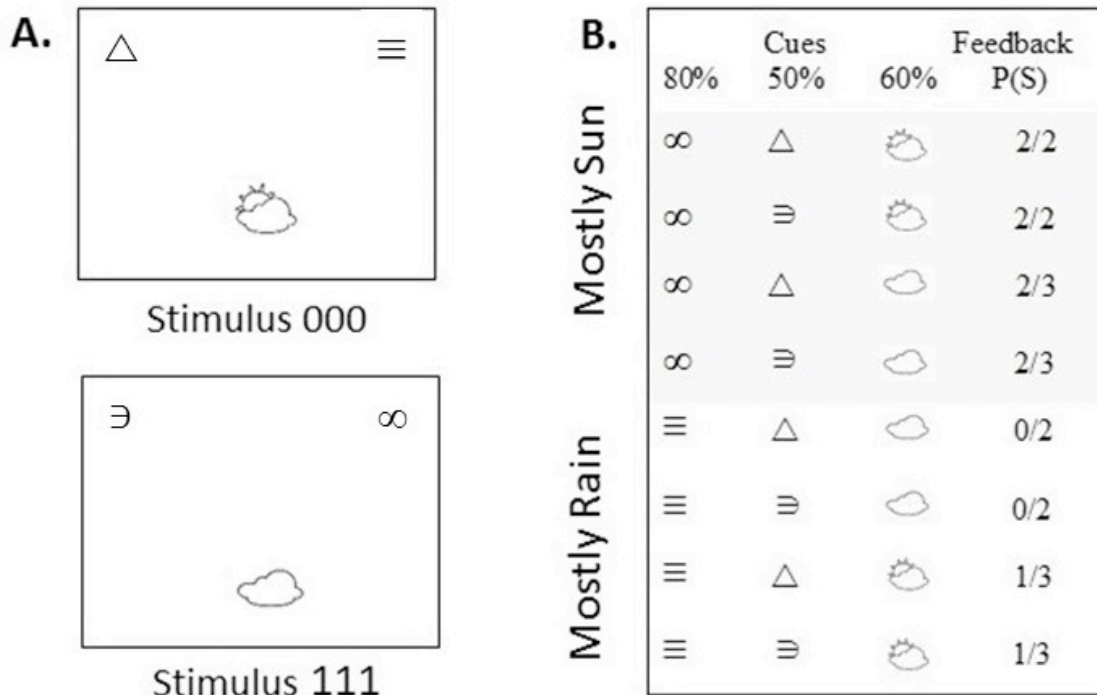 A.
△ ≡
Stimulus 000
∋ ∞
Stimulus 111
B.
Cues Feedback
80% 50% 60% P(S)
Mostly Sun
∞ △ 2/2
∞ ∋ 2/2
∞ △ 2/3
∞ ∋ 2/3
Mostly Rain
≡ △ 0/2
≡ ∋ 0/2
≡ △ 1/3
≡ ∋ 1/3